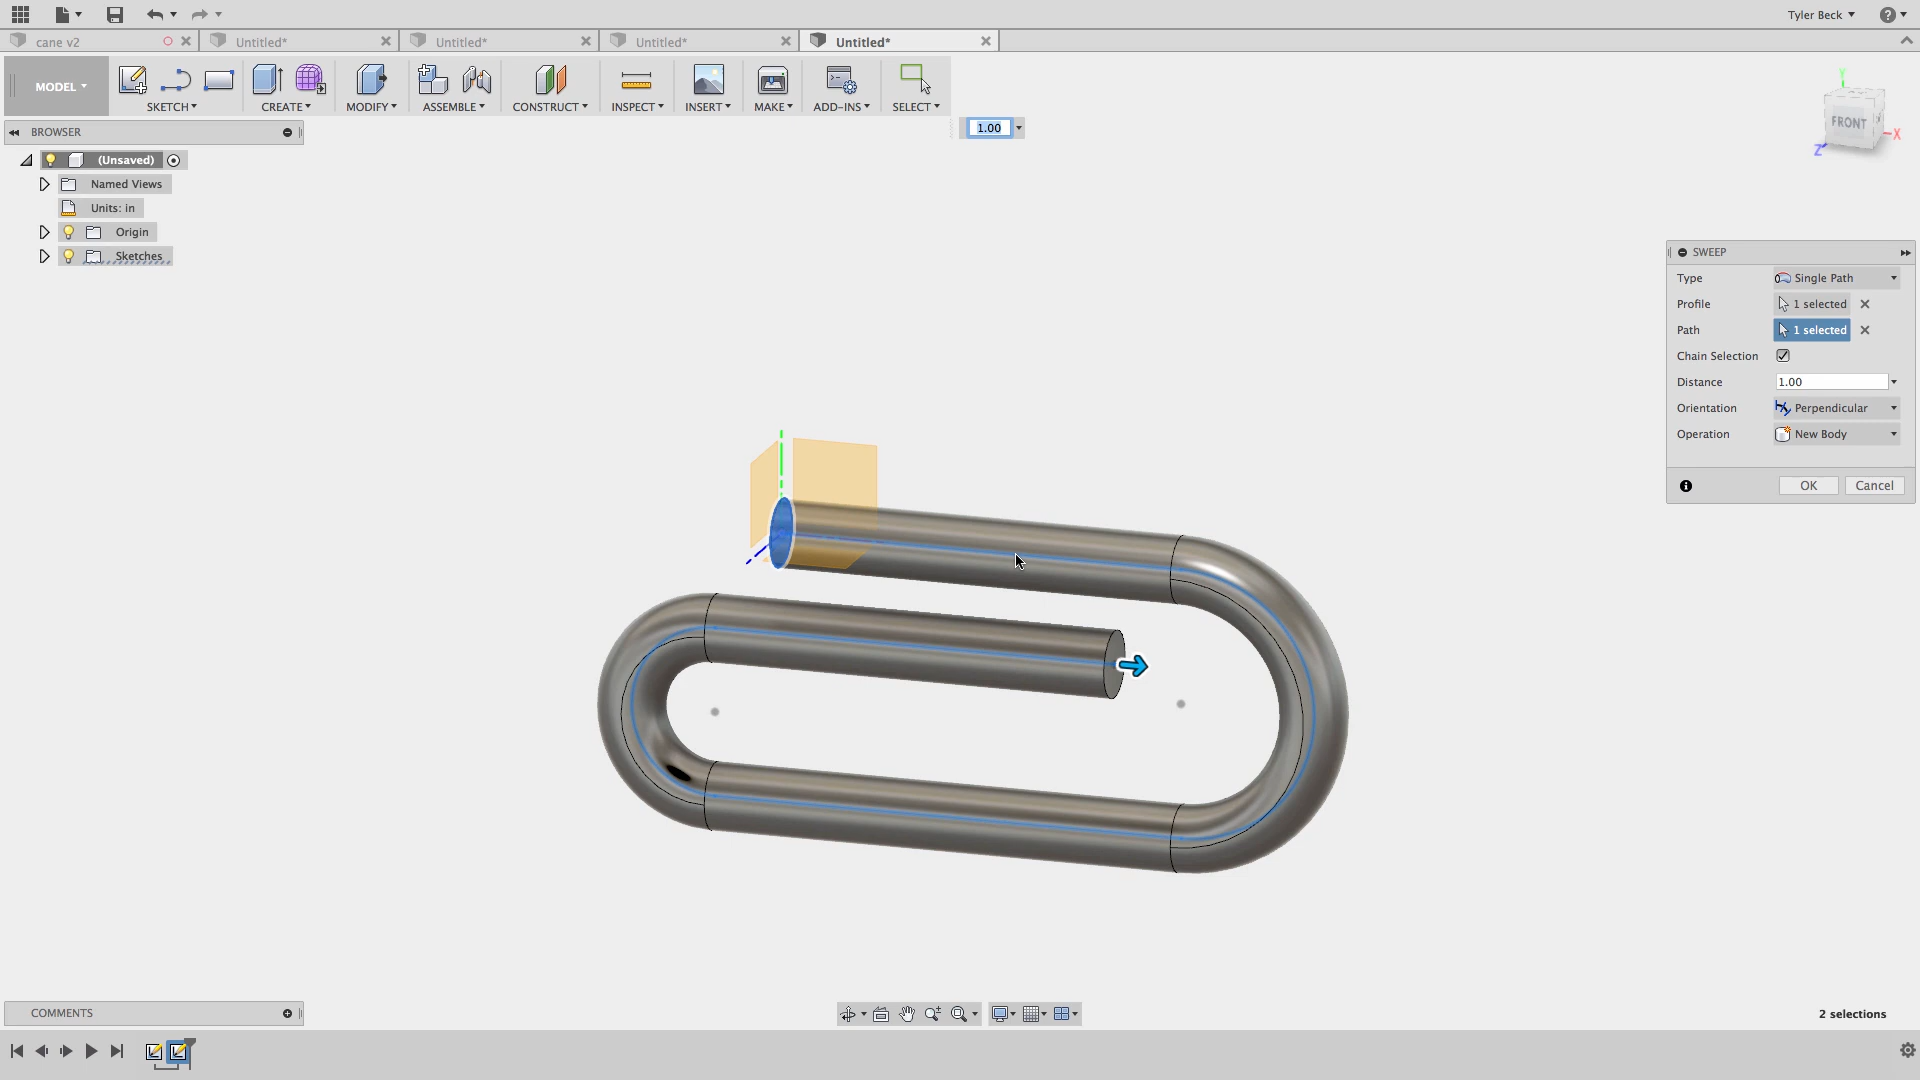 Tyler Beck
cane v2
Untitled*
Untitled*
Untitled*
Untitled*
MODEL
SKETCH
CREATE
MODIFY
ASSEMBLE
CONSTRUCT
INSPECT
INSERT
MAKE
ADD-INS
SELECT
Y
FRONT
X
Z
BROWSER
1.00
(Unsaved)
Named Views
Units: in
Origin
Sketches
SWEEP
Type Single Path
Profile 1 selected
Path 1 selected
Chain Selection
Distance 1.00
Orientation Perpendicular
Operation New Body
OK Cancel
COMMENTS
2 selections